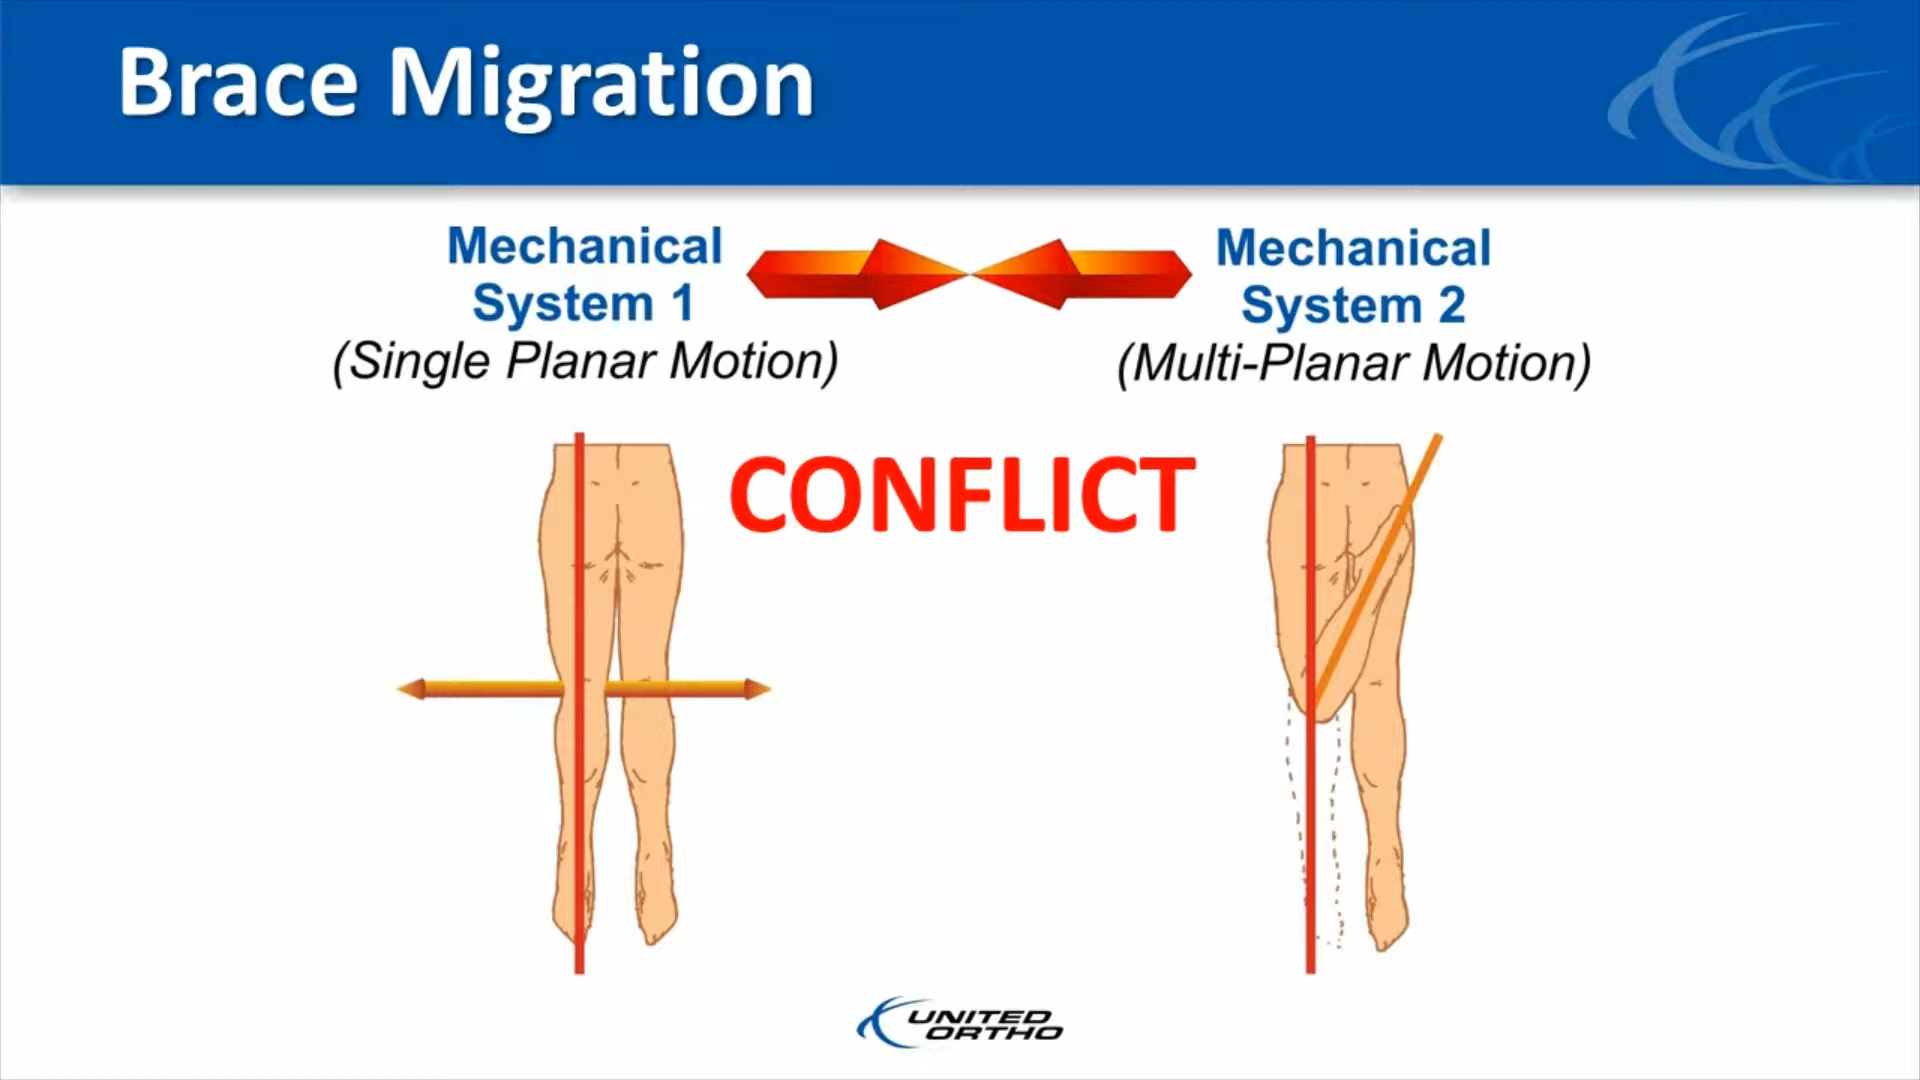 Brace Migration
Mechanical
System 1
(Single Planar Motion)
Mechanical
System 2
(Multi-Planar Motion)
CONFLICT
UNITED
ORTHO